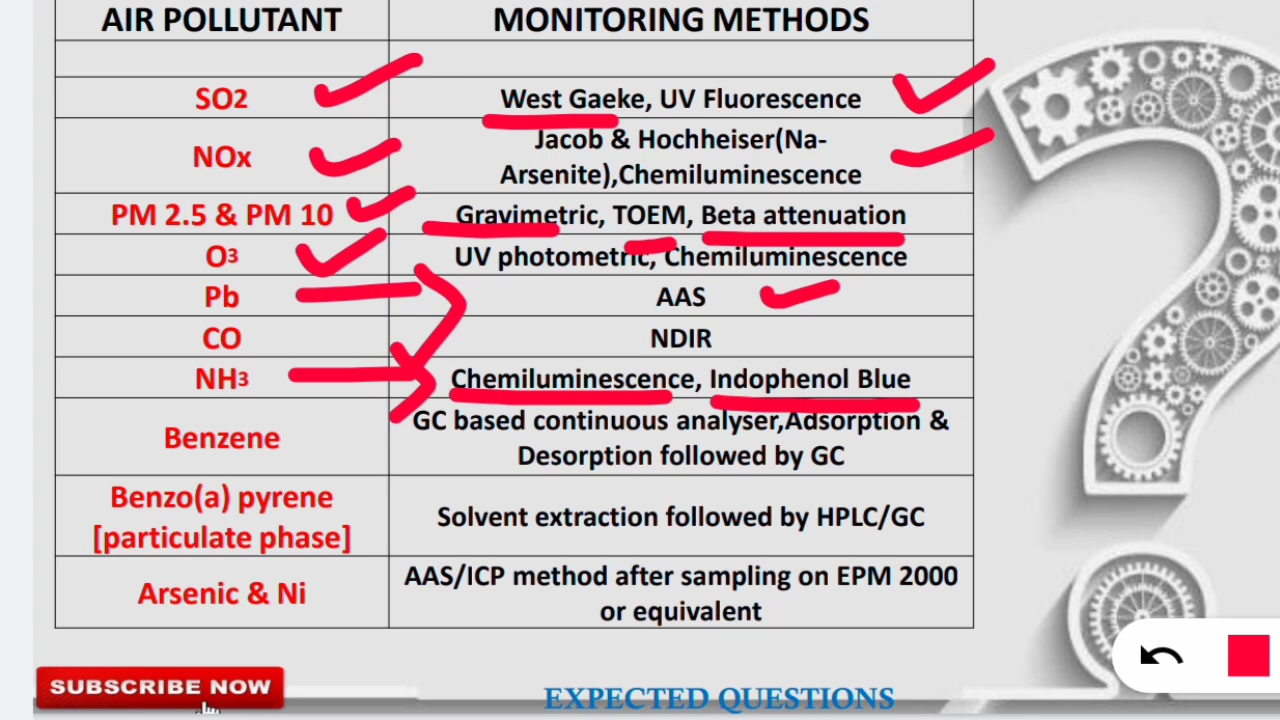 AIR POLLUTANT MONITORING METHODS
SO2 West Gaeke, UV Fluorescence
NOx Jacob & Hochheiser(Na-
Arsenite),Chemiluminescence
PM 2.5 & PM 10 Gravimetric, TOEM, Beta attenuation
O3 UV photometric, Chemiluminescence
Pb AAS
CO NDIR
NH3 Chemiluminescence, Indophenol Blue
Benzene GC based continuous analyser,Adsorption &
Desorption followed by GC
Benzo(a) pyrene
[particulate phase] Solvent extraction followed by HPLC/GC
Arsenic & Ni AAS/ICP method after sampling on EPM 2000
or equivalent
SUBSCRIBE NOW
EXPECTED QUESTIONS